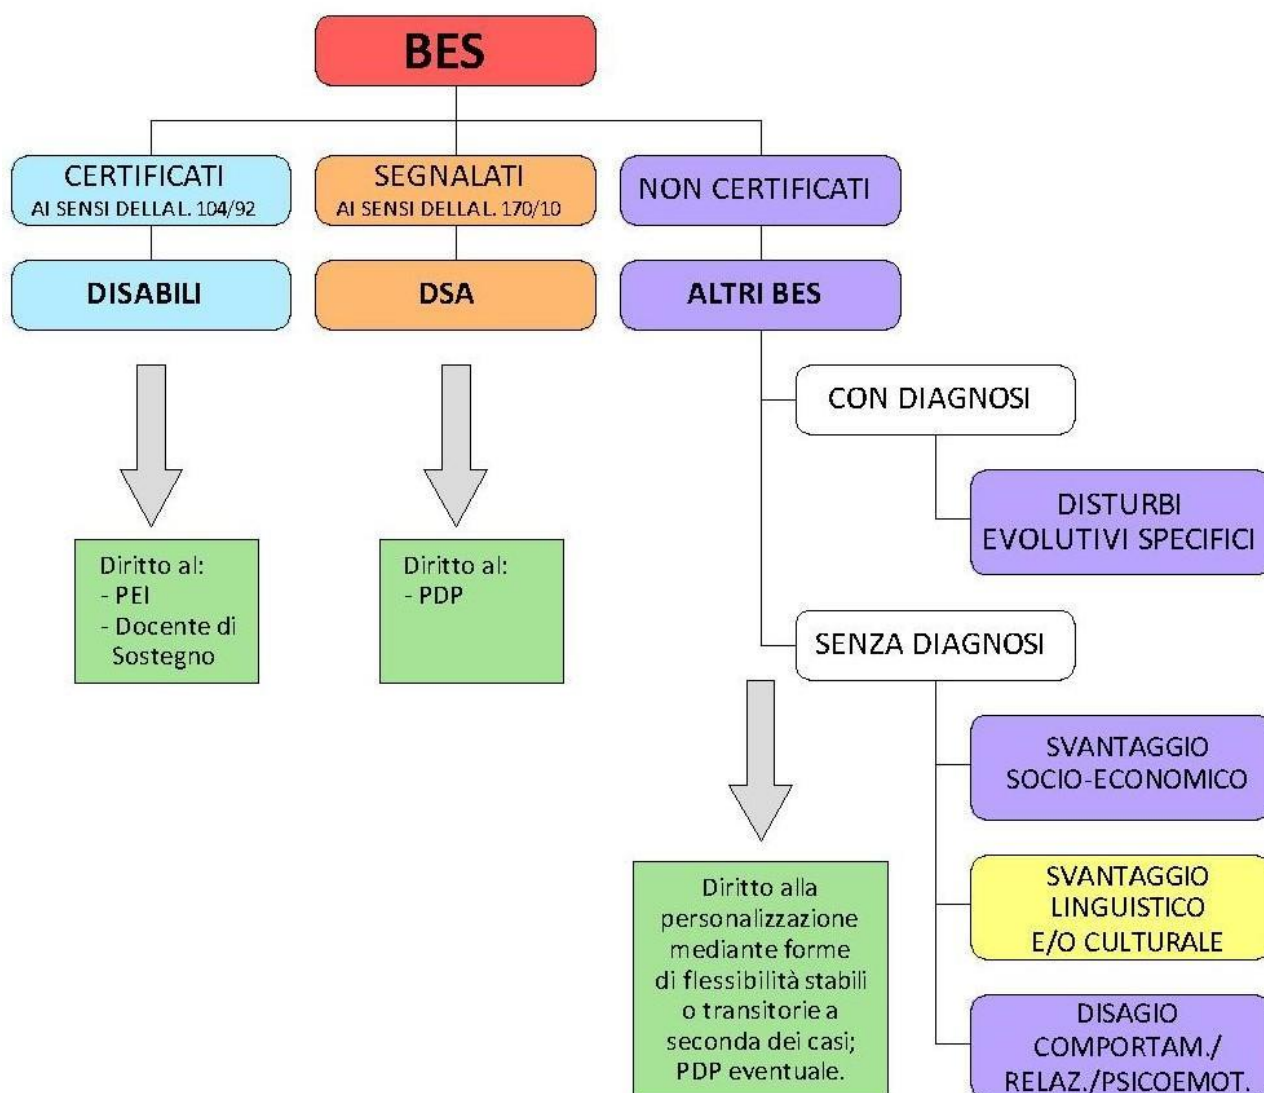 BES
CERTIFICATI
AI SENSI DELLA L. 104/92
SEGNALATI
AI SENSI DELLA L. 170/10
NON CERTIFICATI
DISABILI
DSA
ALTRI BES
CON DIAGNOSI
DISTURBI
EVOLUTIVI SPECIFICI
Diritto al:
- PEI
- Docente di
Sostegno
Diritto al:
- PDP
SENZA DIAGNOSI
SVANTAGGIO
SOCIO-ECONOMICO
SVANTAGGIO
LINGUISTICO
E/O CULTURALE
DISAGIO
COMPORTAM./
RELAZ./PSICOEMOT.
Diritto alla
personalizzazione
mediante forme
di flessibilità stabili
o transitorie a
seconda dei casi;
PDP eventuale.